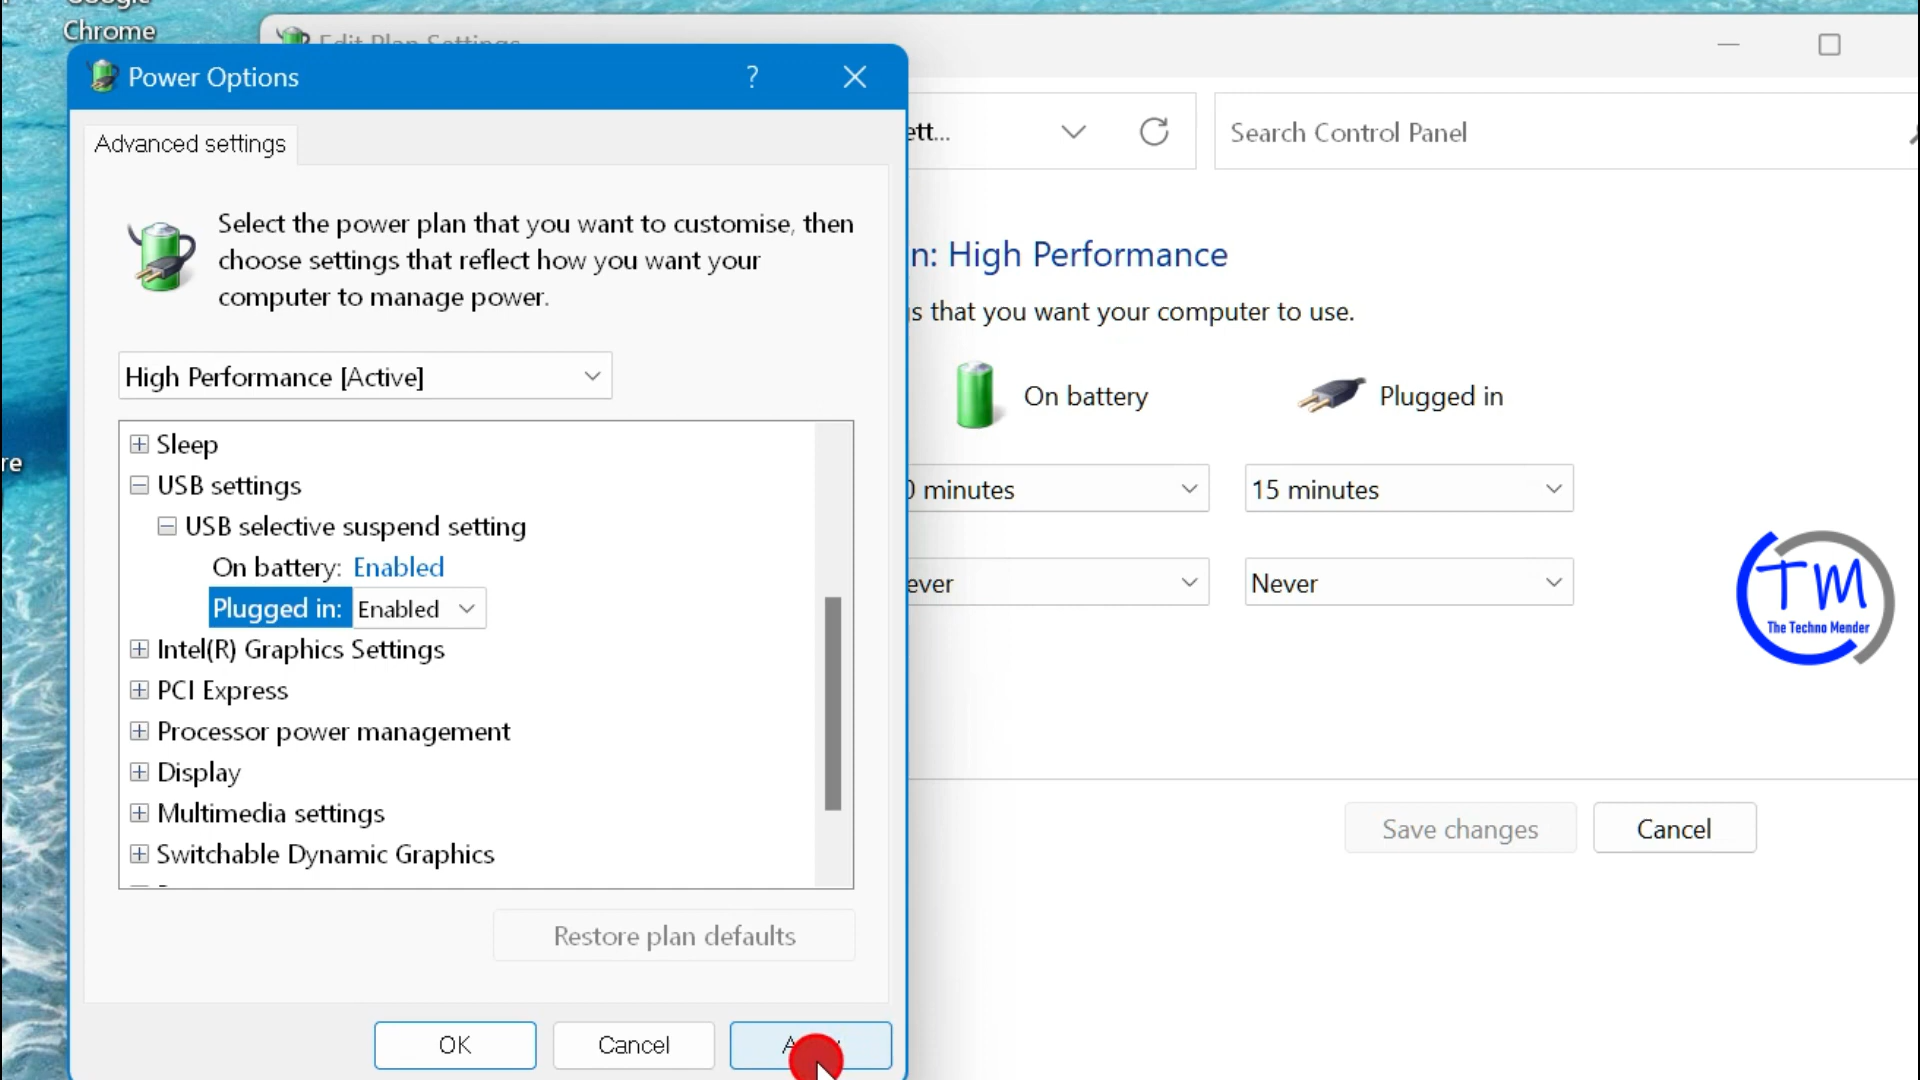 Chrome
Edit Plan Settings
Power Options
?
Advanced settings
ett...
Search Control Panel
Select the power plan that you want to customise, then
choose settings that reflect how you want your
computer to manage power.
n: High Performance
s that you want your computer to use.
High Performance [Active]
On battery
Plugged in
Sleep
re
USB settings
0 minutes
15 minutes
USB selective suspend setting
On battery: Enabled
Plugged in: Enabled
ever
Never
TM
The Techno Mender
Intel(R) Graphics Settings
PCI Express
Processor power management
Display
Multimedia settings
Switchable Dynamic Graphics
Save changes
Cancel
Restore plan defaults
OK
Cancel